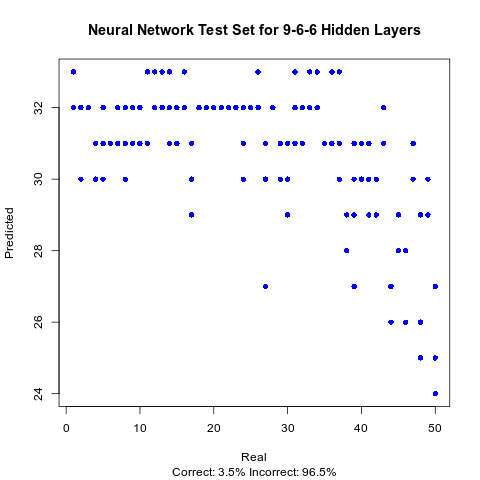 Neural Network Test Set for 9-6-6 Hidden Layers
Predicted
32
30
28
26
24
0 10 20 30 40 50
Real
Correct: 3.5% Incorrect: 96.5%